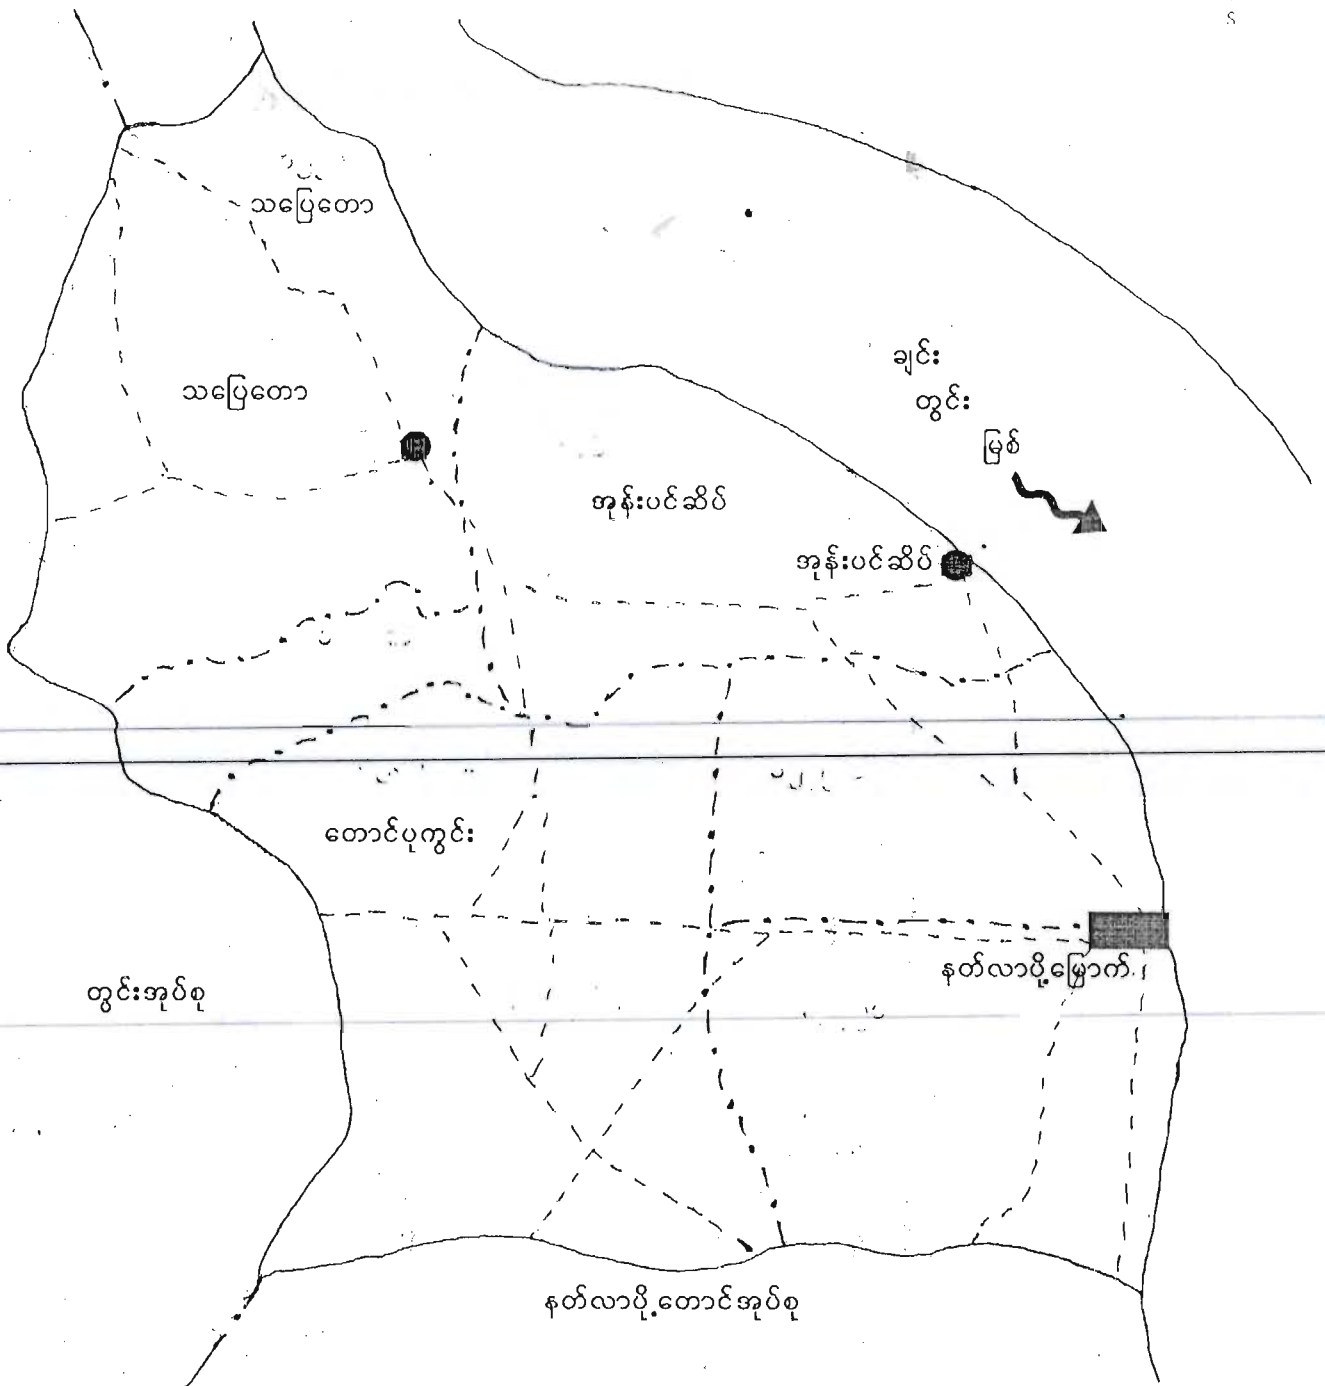 သပြေတော
သပြေတော
ချင်း
တွင်း
မြစ်
အုန်းပင်ဆိပ်
အုန်းပင်ဆိပ်
တောင်ပုကွင်း
နတ်လာပို့မြောက်
တွင်းအုပ်စု
နတ်လာပို့တောင်အုပ်စု